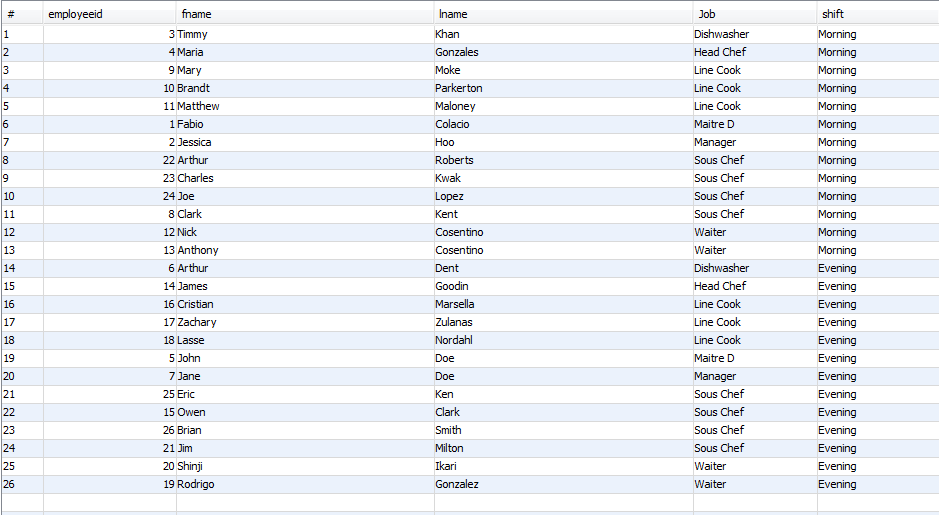 # employeeid fname lname Job shift
1 3 Timmy Khan Dishwasher Morning
2 4 Maria Gonzales Head Chef Morning
3 9 Mary Moke Line Cook Morning
4 10 Brandt Parkerton Line Cook Morning
5 11 Matthew Maloney Line Cook Morning
6 1 Fabio Colacio Maitre D Morning
7 2 Jessica Hoo Manager Morning
8 22 Arthur Roberts Sous Chef Morning
9 23 Charles Kwak Sous Chef Morning
10 24 Joe Lopez Sous Chef Morning
11 8 Clark Kent Sous Chef Morning
12 12 Nick Cosentino Waiter Morning
13 13 Anthony Cosentino Waiter Morning
14 6 Arthur Dent Dishwasher Evening
15 14 James Goodin Head Chef Evening
16 16 Cristian Marsella Line Cook Evening
17 17 Zachary Zulanas Line Cook Evening
18 18 Lasse Nordahl Line Cook Evening
19 5 John Doe Maitre D Evening
20 7 Jane Doe Manager Evening
21 25 Eric Ken Sous Chef Evening
22 15 Owen Clark Sous Chef Evening
23 26 Brian Smith Sous Chef Evening
24 21 Jim Milton Sous Chef Evening
25 20 Shinji Ikari Waiter Evening
26 19 Rodrigo Gonzalez Waiter Evening